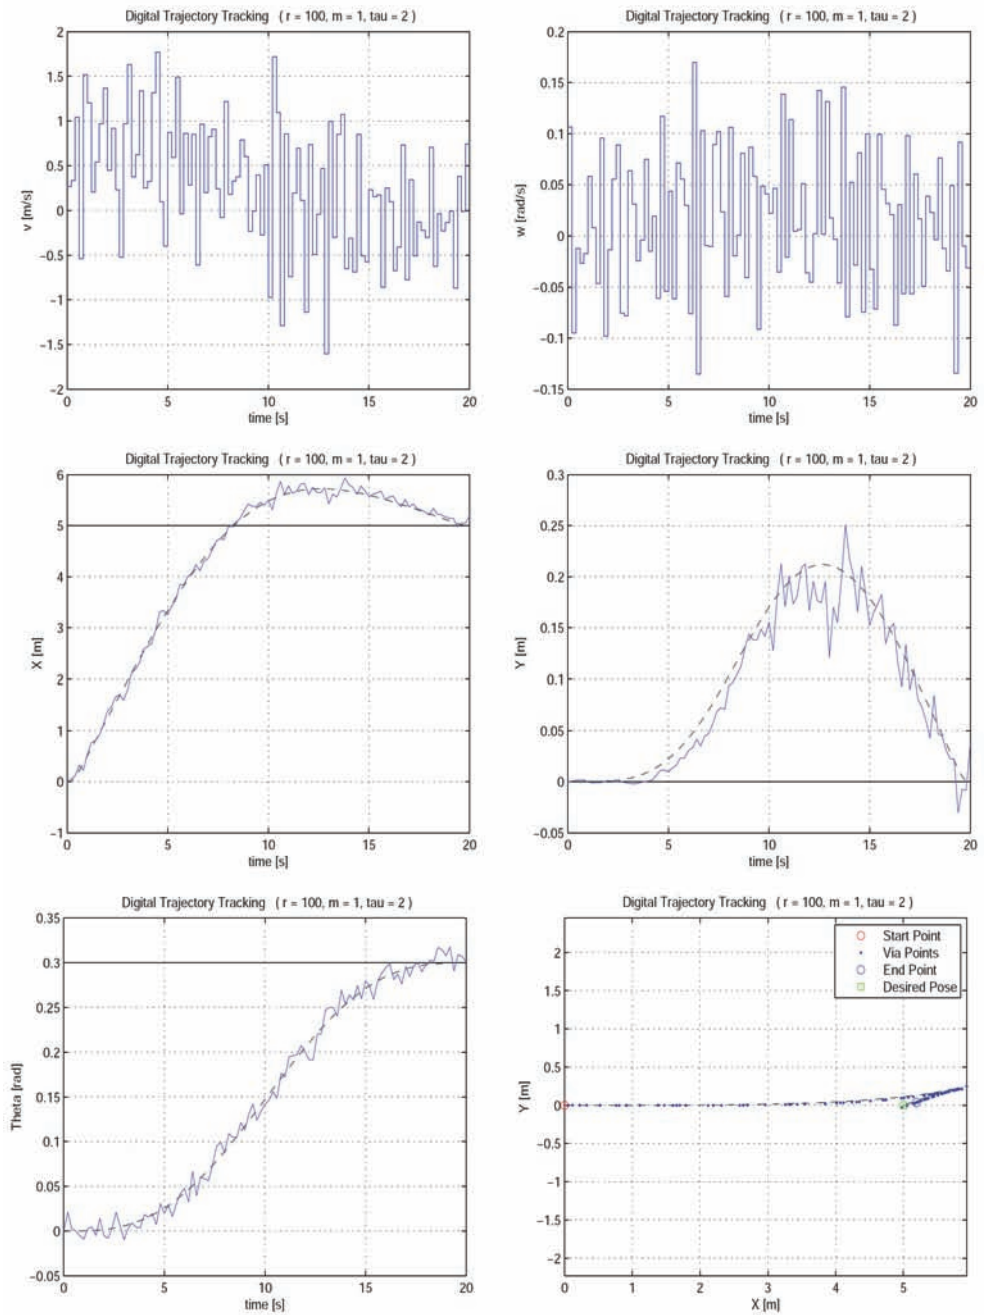 Digital Trajectory Tracking ( r = 100, m = 1, tau = 2 )
2
1.5
1
0.5
0
−0.5
−1
−1.5
−2
v [m/s]
0 5 10 15 20
time [s]
Digital Trajectory Tracking ( r = 100, m = 1, tau = 2 )
0.2
0.15
0.1
0.05
0
−0.05
−0.1
−0.15
w [rad/s]
0 5 10 15 20
time [s]
Digital Trajectory Tracking ( r = 100, m = 1, tau = 2 )
6
5
4
3
2
1
0
−1
X [m]
0 5 10 15 20
time [s]
Digital Trajectory Tracking ( r = 100, m = 1, tau = 2 )
0.3
0.25
0.2
0.15
0.1
0.05
0
−0.05
Y [m]
0 5 10 15 20
time [s]
Digital Trajectory Tracking ( r = 100, m = 1, tau = 2 )
0.35
0.3
0.25
0.2
0.15
0.1
0.05
0
−0.05
Theta [rad]
0 5 10 15 20
time [s]
Digital Trajectory Tracking ( r = 100, m = 1, tau = 2 )
Start Point
Via Points
End Point
Desired Pose
2
1.5
1
0.5
0
−0.5
−1
−1.5
−2
Y [m]
0 1 2 3 4 5
X [m]